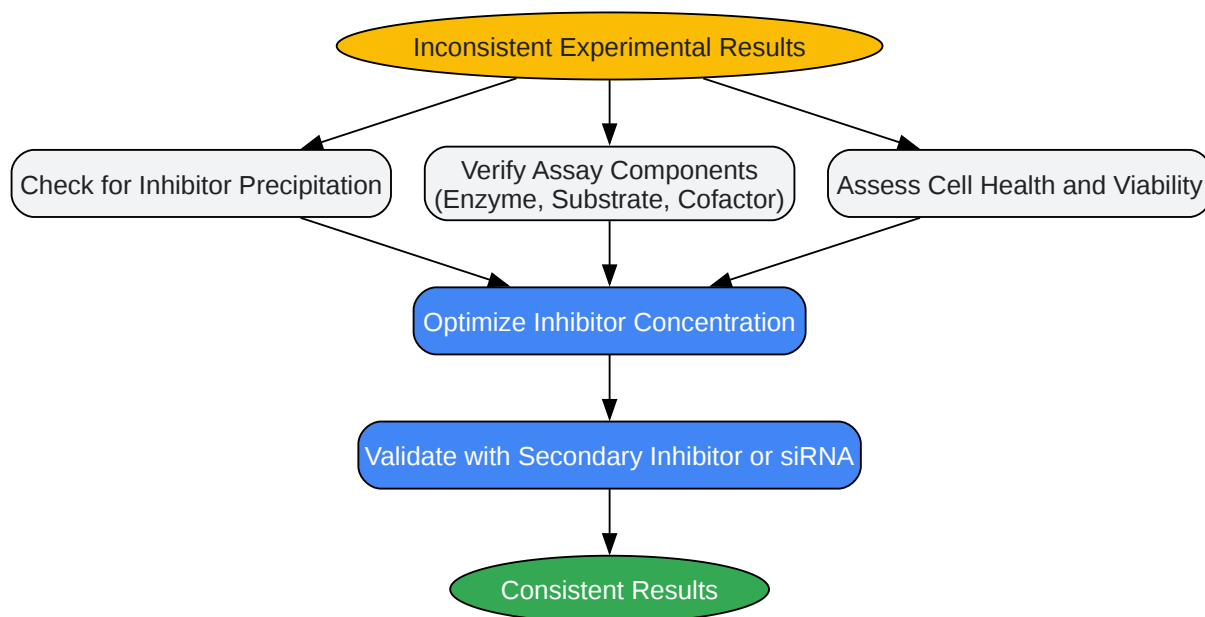 Inconsistent Experimental Results
Check for Inhibitor Precipitation
Verify Assay Components
(Enzyme, Substrate, Cofactor)
Assess Cell Health and Viability
Optimize Inhibitor Concentration
Validate with Secondary Inhibitor or siRNA
Consistent Results